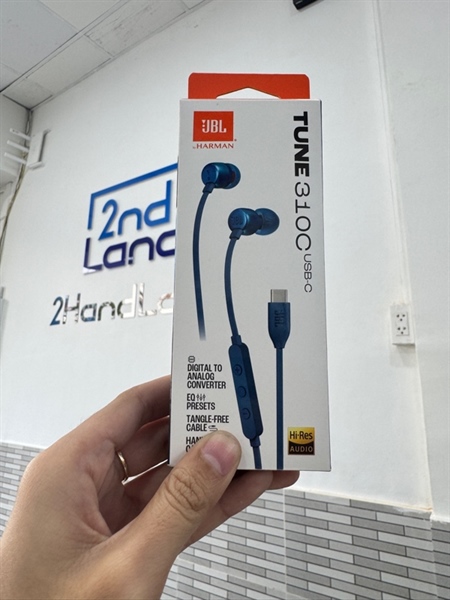 2nd
Land
2HandL
JBL
by HARMAN
TUNE 310C USB-C
JBL
DIGITAL TO
ANALOG
CONVERTER
EQ
PRESETS
TANGLE-FREE
CABLE
Hi-Res
AUDIO